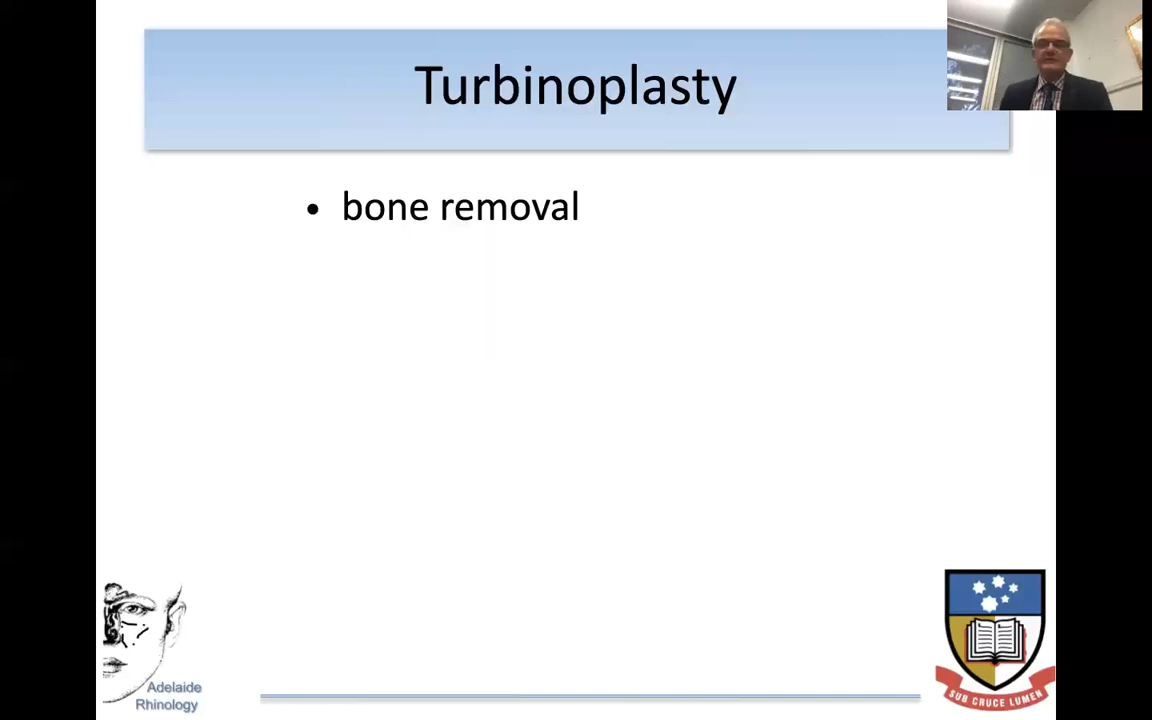 Turbinoplasty
• bone removal
Adelaide
Rhinology
SUB CRUCE LUMEN